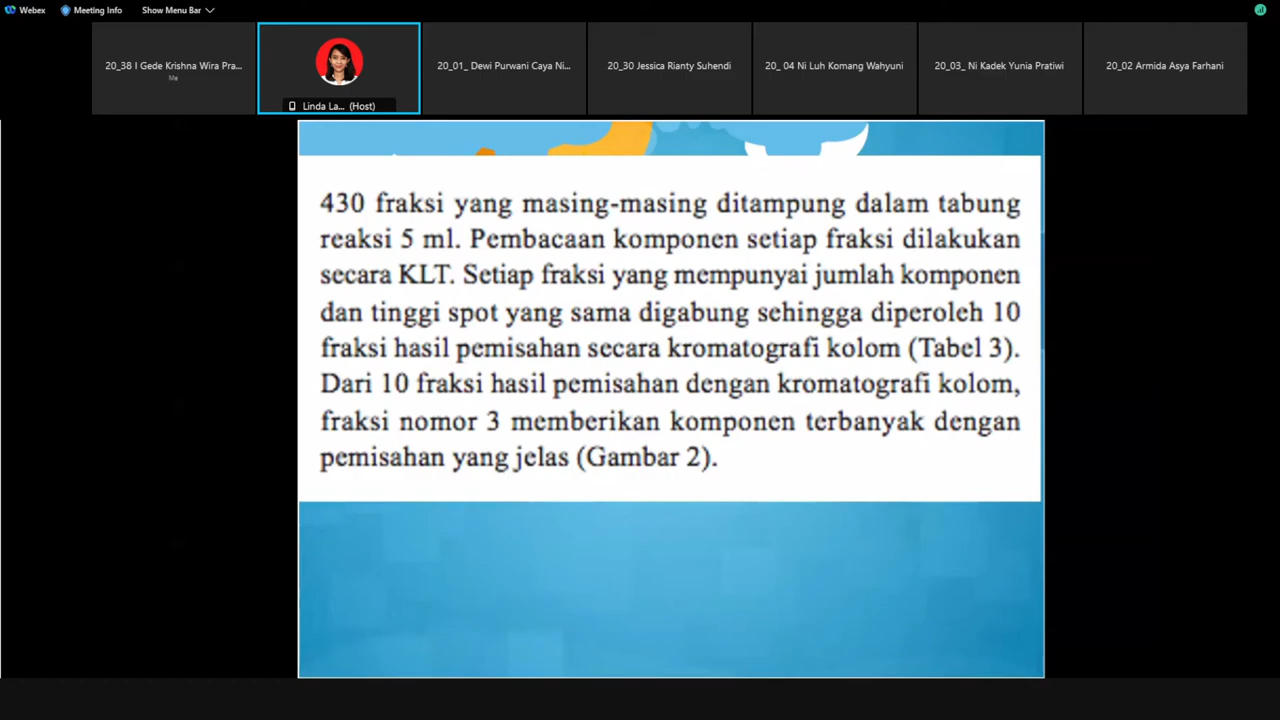 Webex
Meeting Info
Show Menu Bar
20_38 I Gede Krishna Wira Pra...
Me
Linda La... (Host)
20_01_ Dewi Purwani Caya Ni...
20_30 Jessica Rianty Suhendi
20_ 04 Ni Luh Komang Wahyuni
20_03_ Ni Kadek Yunia Pratiwi
20_02 Armida Asya Farhani
430 fraksi yang masing-masing ditampung dalam tabung
reaksi 5 ml. Pembacaan komponen setiap fraksi dilakukan
secara KLT. Setiap fraksi yang mempunyai jumlah komponen
dan tinggi spot yang sama digabung sehingga diperoleh 10
fraksi hasil pemisahan secara kromatografi kolom (Tabel 3).
Dari 10 fraksi hasil pemisahan dengan kromatografi kolom,
fraksi nomor 3 memberikan komponen terbanyak dengan
pemisahan yang jelas (Gambar 2).